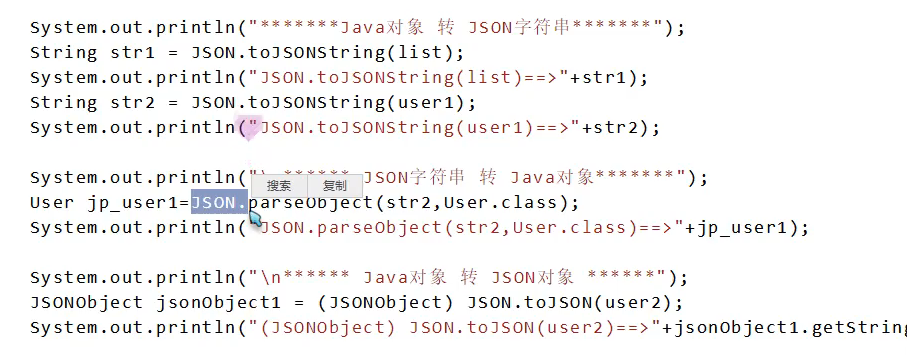 System.out.println("*******Java对象 转 JSON字符串*******");
String str1 = JSON.toJSONString(list);
System.out.println("JSON.toJSONString(list)==>"+str1);
String str2 = JSON.toJSONString(user1);
System.out.println("JSON.toJSONString(user1)==>"+str2);
System.out.println("\ ****** JSON字符串 转 Java对象*******");
搜索 复制
User jp_user1=JSON.parseObject(str2,User.class);
System.out.println("JSON.parseObject(str2,User.class)==>"+jp_user1);
System.out.println("\n****** Java对象 转 JSON对象 ******");
JSONObject jsonObject1 = (JSONObject) JSON.toJSON(user2);
System.out.println("(JSONObject) JSON.toJSON(user2)==>"+jsonObject1.getString